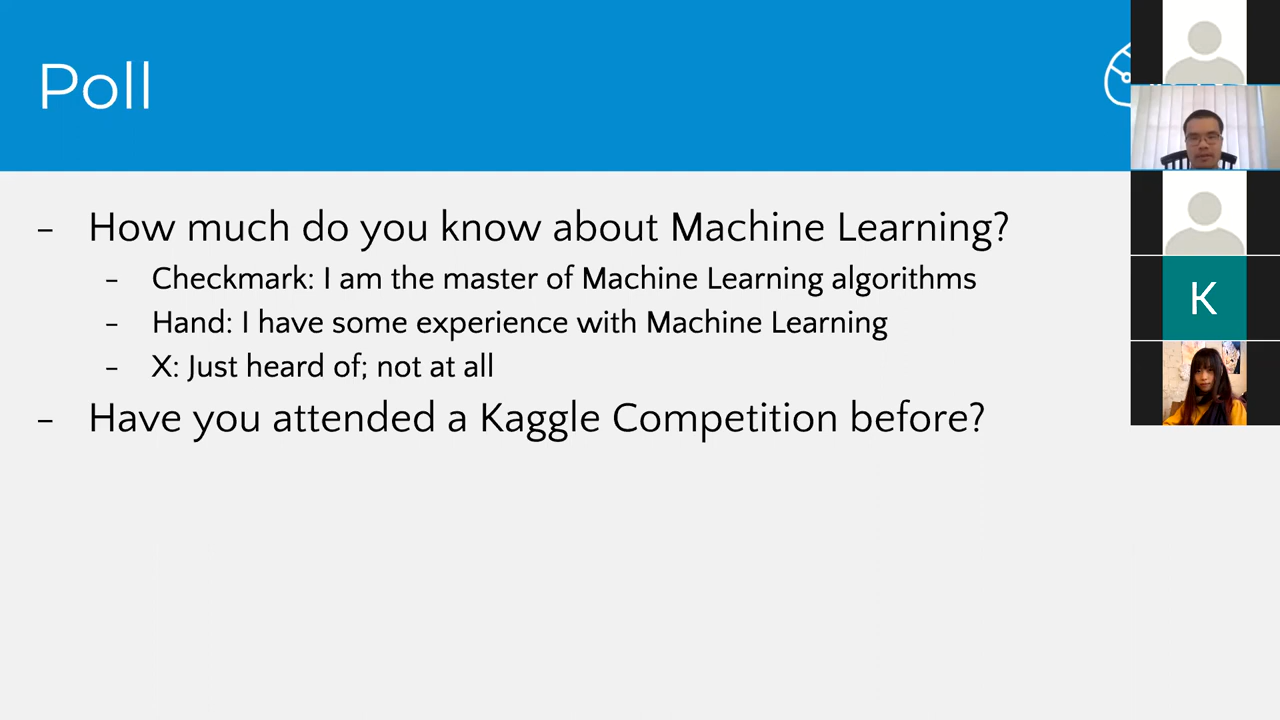 Poll
- How much do you know about Machine Learning?
- Checkmark: I am the master of Machine Learning algorithms
- Hand: I have some experience with Machine Learning
- X: Just heard of; not at all
- Have you attended a Kaggle Competition before?
K